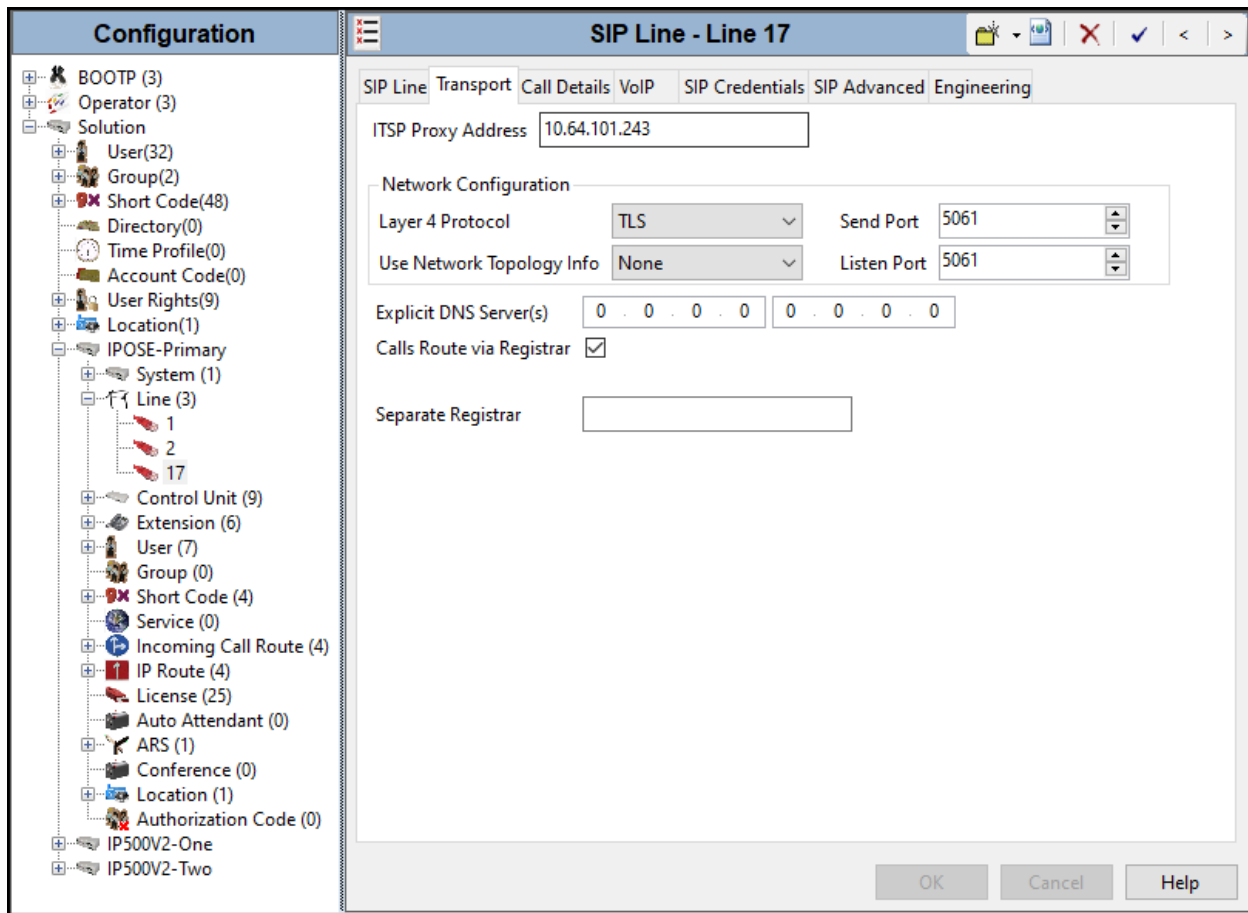 Configuration
BOOTP (3)
Operator (3)
Solution
User(32)
Group(2)
Short Code(48)
Directory(0)
Time Profile(0)
Account Code(0)
User Rights(9)
Location(1)
IPOSE-Primary
System (1)
Line (3)
1
2
17
Control Unit (9)
Extension (6)
User (7)
Group (0)
Short Code (4)
Service (0)
Incoming Call Route (4)
IP Route (4)
License (25)
Auto Attendant (0)
ARS (1)
Conference (0)
Location (1)
Authorization Code (0)
IP500V2-One
IP500V2-Two
SIP Line - Line 17
< >
SIP Line Transport Call Details VoIP SIP Credentials SIP Advanced Engineering
ITSP Proxy Address 10.64.101.243
Network Configuration
Layer 4 Protocol TLS Send Port 5061
Use Network Topology Info None Listen Port 5061
Explicit DNS Server(s) 0 . 0 . 0 . 0 0 . 0 . 0 . 0
Calls Route via Registrar
Separate Registrar
OK Cancel Help